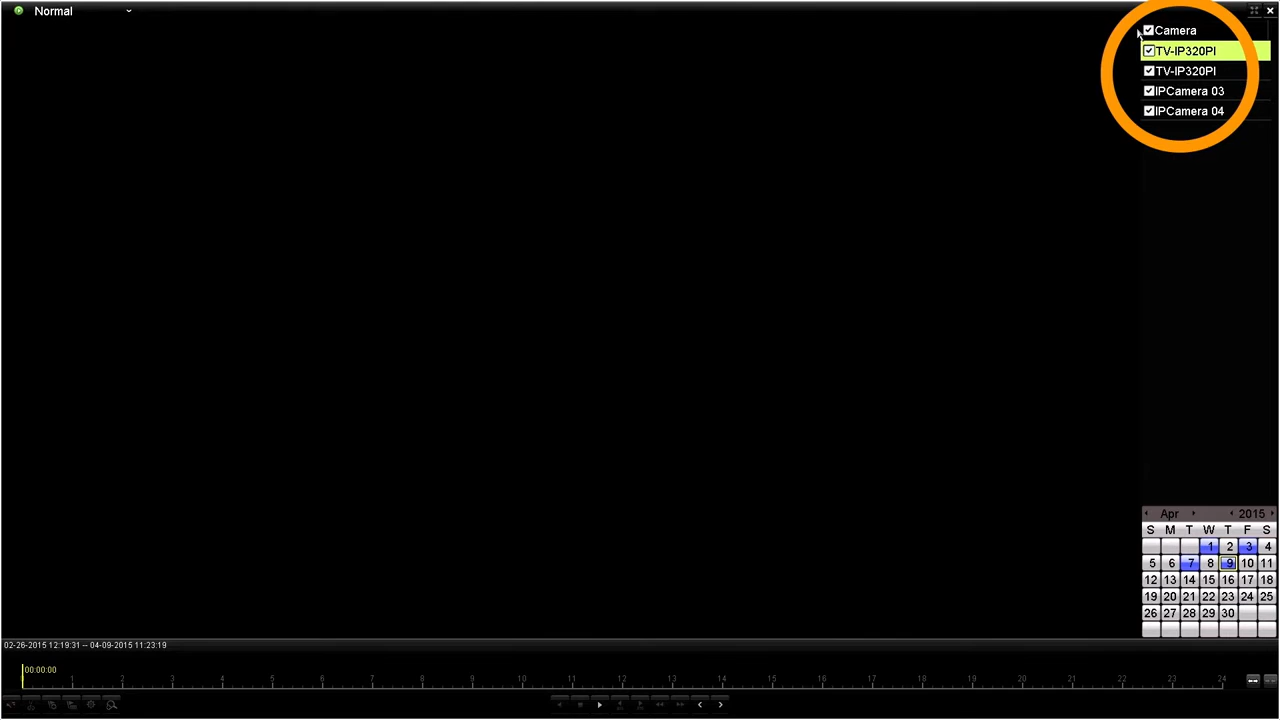 Normal
Camera
TV-IP320PI
TV-IP320PI
IPCamera 03
IPCamera 04
Apr 2015
S M T W T F S
1 2 3 4
5 6 7 8 9 10 11
12 13 14 15 16 17 18
19 20 21 22 23 24 25
26 27 28 29 30
02-26-2015 12:19:31 -- 04-09-2015 11:23:19
00:00:00
1 2 3 4 5 6 7 8 9 10 11 12 13 14 15 16 17 18 19 20 21 22 23 24